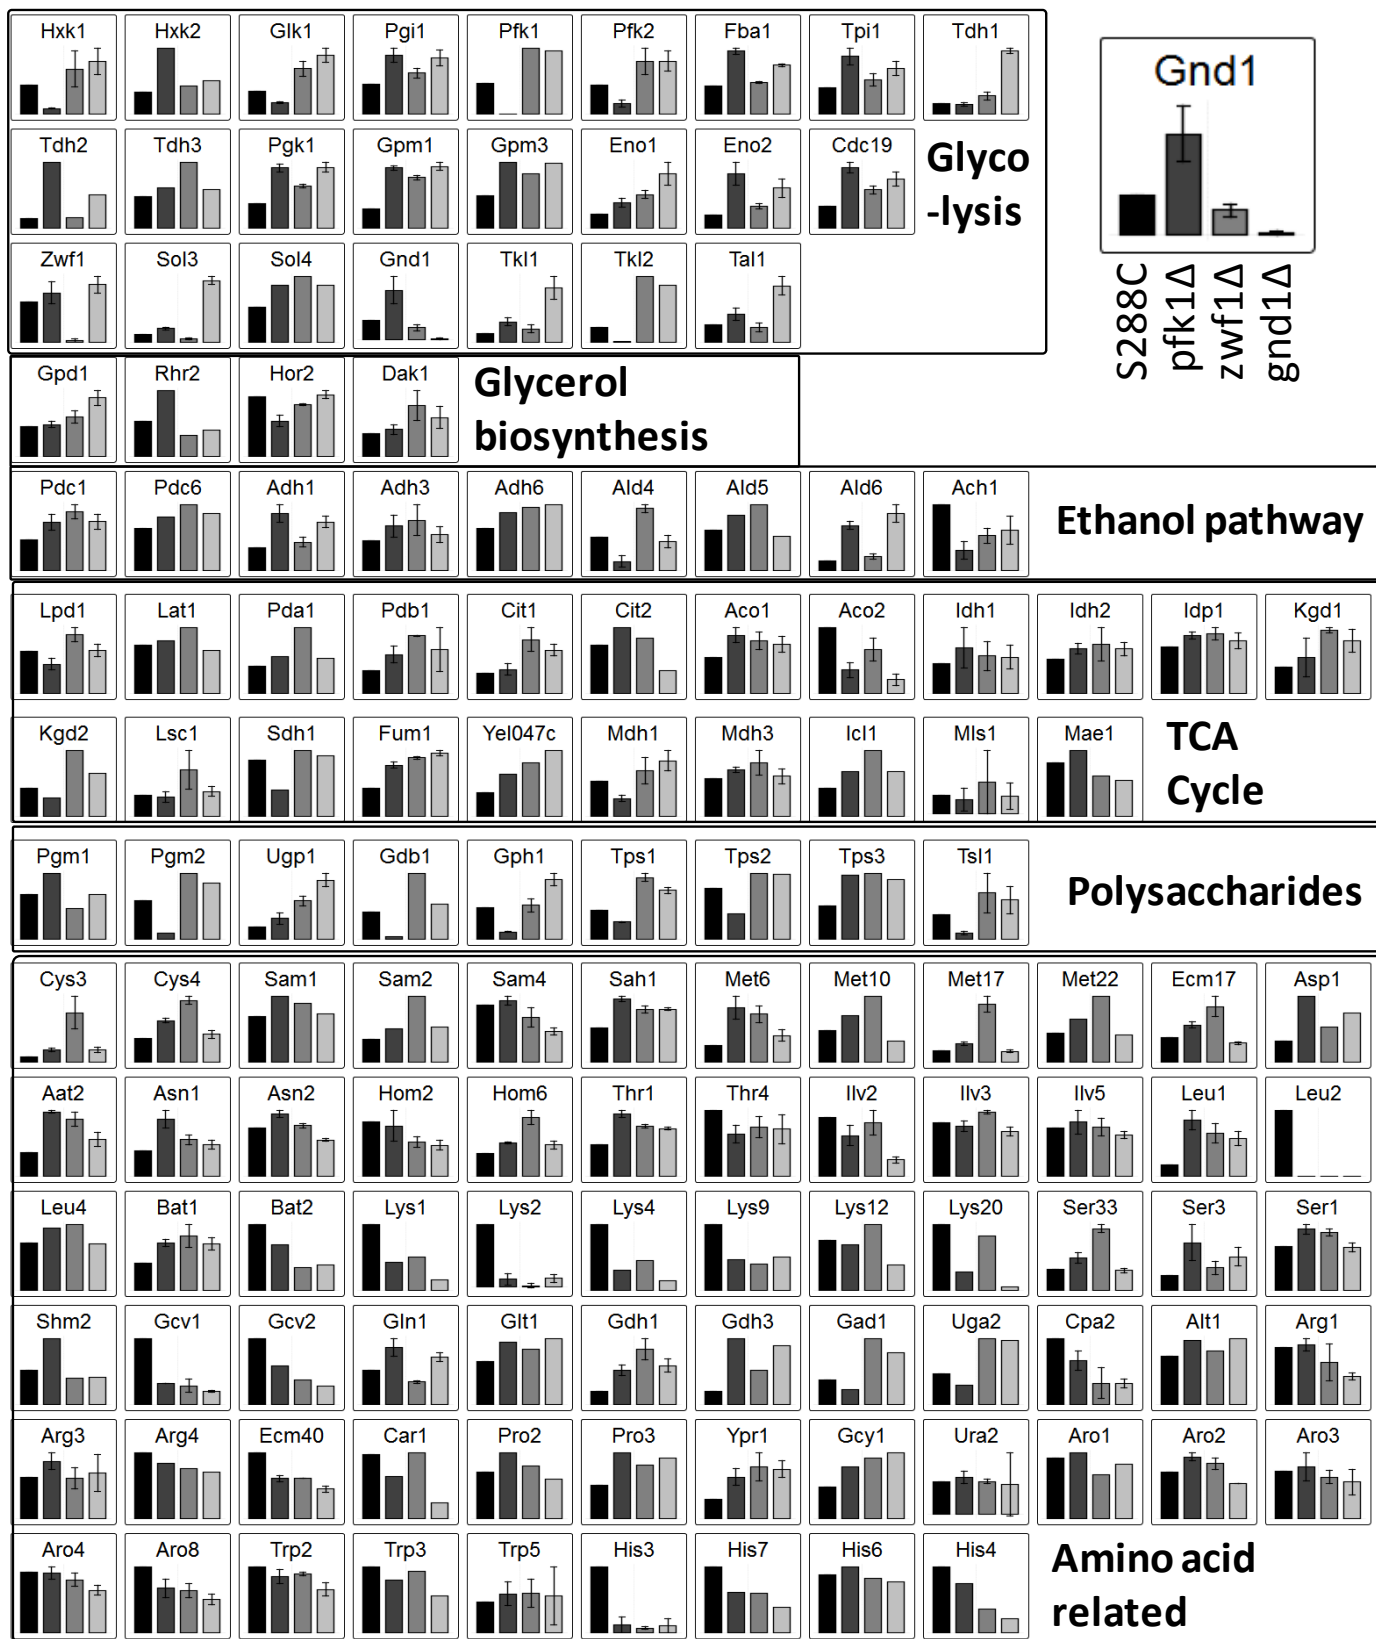 Hxk1 Hxk2 Glk1 Pgi1 Pfk1 Pfk2 Fba1 Tpi1 Tdh1
Gnd1
S288C
pfk1Δ
zwf1Δ
gnd1Δ
Tdh2 Tdh3 Pgk1 Gpm1 Gpm3 Eno1 Eno2 Cdc19
Glyco
-lysis
Zwf1 Sol3 Sol4 Gnd1 Tkl1 Tkl2 Tal1
Gpd1 Rhr2 Hor2 Dak1
Glycerol
biosynthesis
Pdc1 Pdc6 Adh1 Adh3 Adh6 Ald4 Ald5 Ald6 Ach1
Ethanol pathway
Lpd1 Lat1 Pda1 Pdb1 Cit1 Cit2 Aco1 Aco2 Idh1 Idh2 Idp1 Kgd1
Kgd2 Lsc1 Sdh1 Fum1 Yel047c Mdh1 Mdh3 Icl1 Mls1 Mae1
TCA
Cycle
Pgm1 Pgm2 Ugp1 Gdb1 Gph1 Tps1 Tps2 Tps3 Tsl1
Polysaccharides
Cys3 Cys4 Sam1 Sam2 Sam4 Sah1 Met6 Met10 Met17 Met22 Ecm17 Asp1
Aat2 Asn1 Asn2 Hom2 Hom6 Thr1 Thr4 Ilv2 Ilv3 Ilv5 Leu1 Leu2
Leu4 Bat1 Bat2 Lys1 Lys2 Lys4 Lys9 Lys12 Lys20 Ser33 Ser3 Ser1
Shm2 Gcv1 Gcv2 Gln1 Glt1 Gdh1 Gdh3 Gad1 Uga2 Cpa2 Alt1 Arg1
Arg3 Arg4 Ecm40 Car1 Pro2 Pro3 Ypr1 Gcy1 Ura2 Aro1 Aro2 Aro3
Aro4 Aro8 Trp2 Trp3 Trp5 His3 His7 His6 His4
Amino acid
related